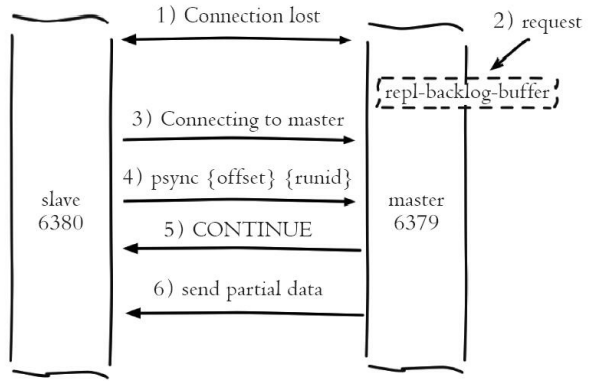 1) Connection lost
2) request
repl-backlog-buffer
3) Connecting to master
4) psync {offset} {runid}
slave
6380
master
6379
5) CONTINUE
6) send partial data